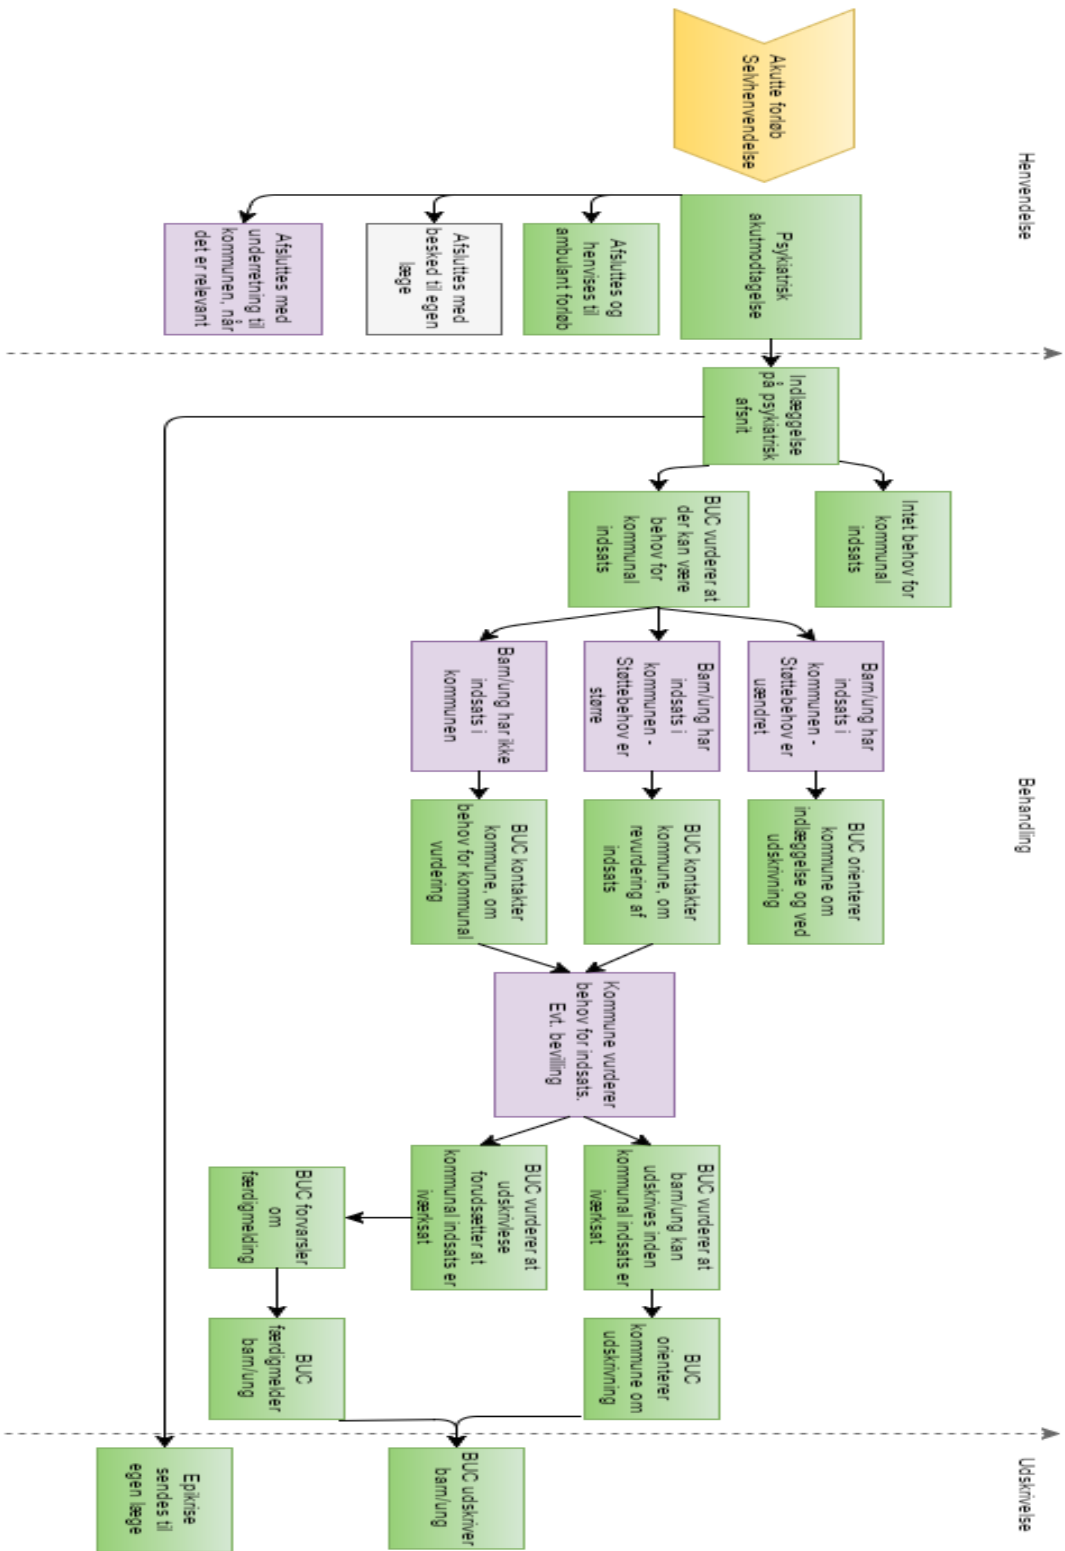 Henvendelse
Akutte forløb
Selvhenvendelse
Psykiatrisk
akutmodtagelse
Afsluttes og
henvises til
ambulant forløb
Afsluttes med
besked til egen
læge
Afsluttes med
underretning til
kommunen, når
det er relevant
Behandling
Indlæggelse
på psykiatrisk
afsnit
Intet behov for
kommunal
indsats
BUC vurderer at
der kan være
behov for
kommunal
indsats
Barn/ung har
indsats i
kommunen -
Støttebehov er
uændret
Barn/ung har
indsats i
kommunen -
Støttebehov er
større
Barn/ung har ikke
indsats i
kommunen
BUC orienterer
kommune om
indlæggelse og ved
udskrivning
BUC kontakter
kommune, om
revurdering af
indsats
BUC kontakter
kommune, om
behov for kommunal
vurdering
Kommune vurderer
behov for indsats.
Evt. bevilling
BUC vurderer at
barn/ung kan
udskrives inden
kommunal indsats er
iværksat
BUC vurderer at
udskrivlese
forudsætter at
kommunal indsats er
iværksat
BUC forvarsler
om
færdigmelding
BUC
orienterer
kommune om
udskrivning
BUC
færdigmelder
barn/ung
Udskrivelse
BUC udskriver
barn/ung
Epikrise
sendes til
egen læge